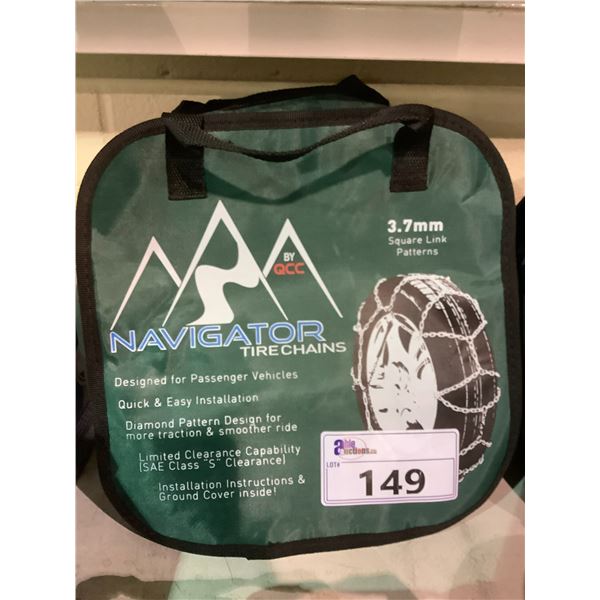 3.7mm
Square Link
Patterns
BY
QCC
NAVIGATOR
TIRECHAINS
Designed for Passenger Vehicles
Quick & Easy Installation
Diamond Pattern Design for
more traction & smoother ride
Limited Clearance Capability
(SAE Class "S" Clearance)
Installation Instructions &
Ground Cover inside!
able
auctions.ca
LOT#
149